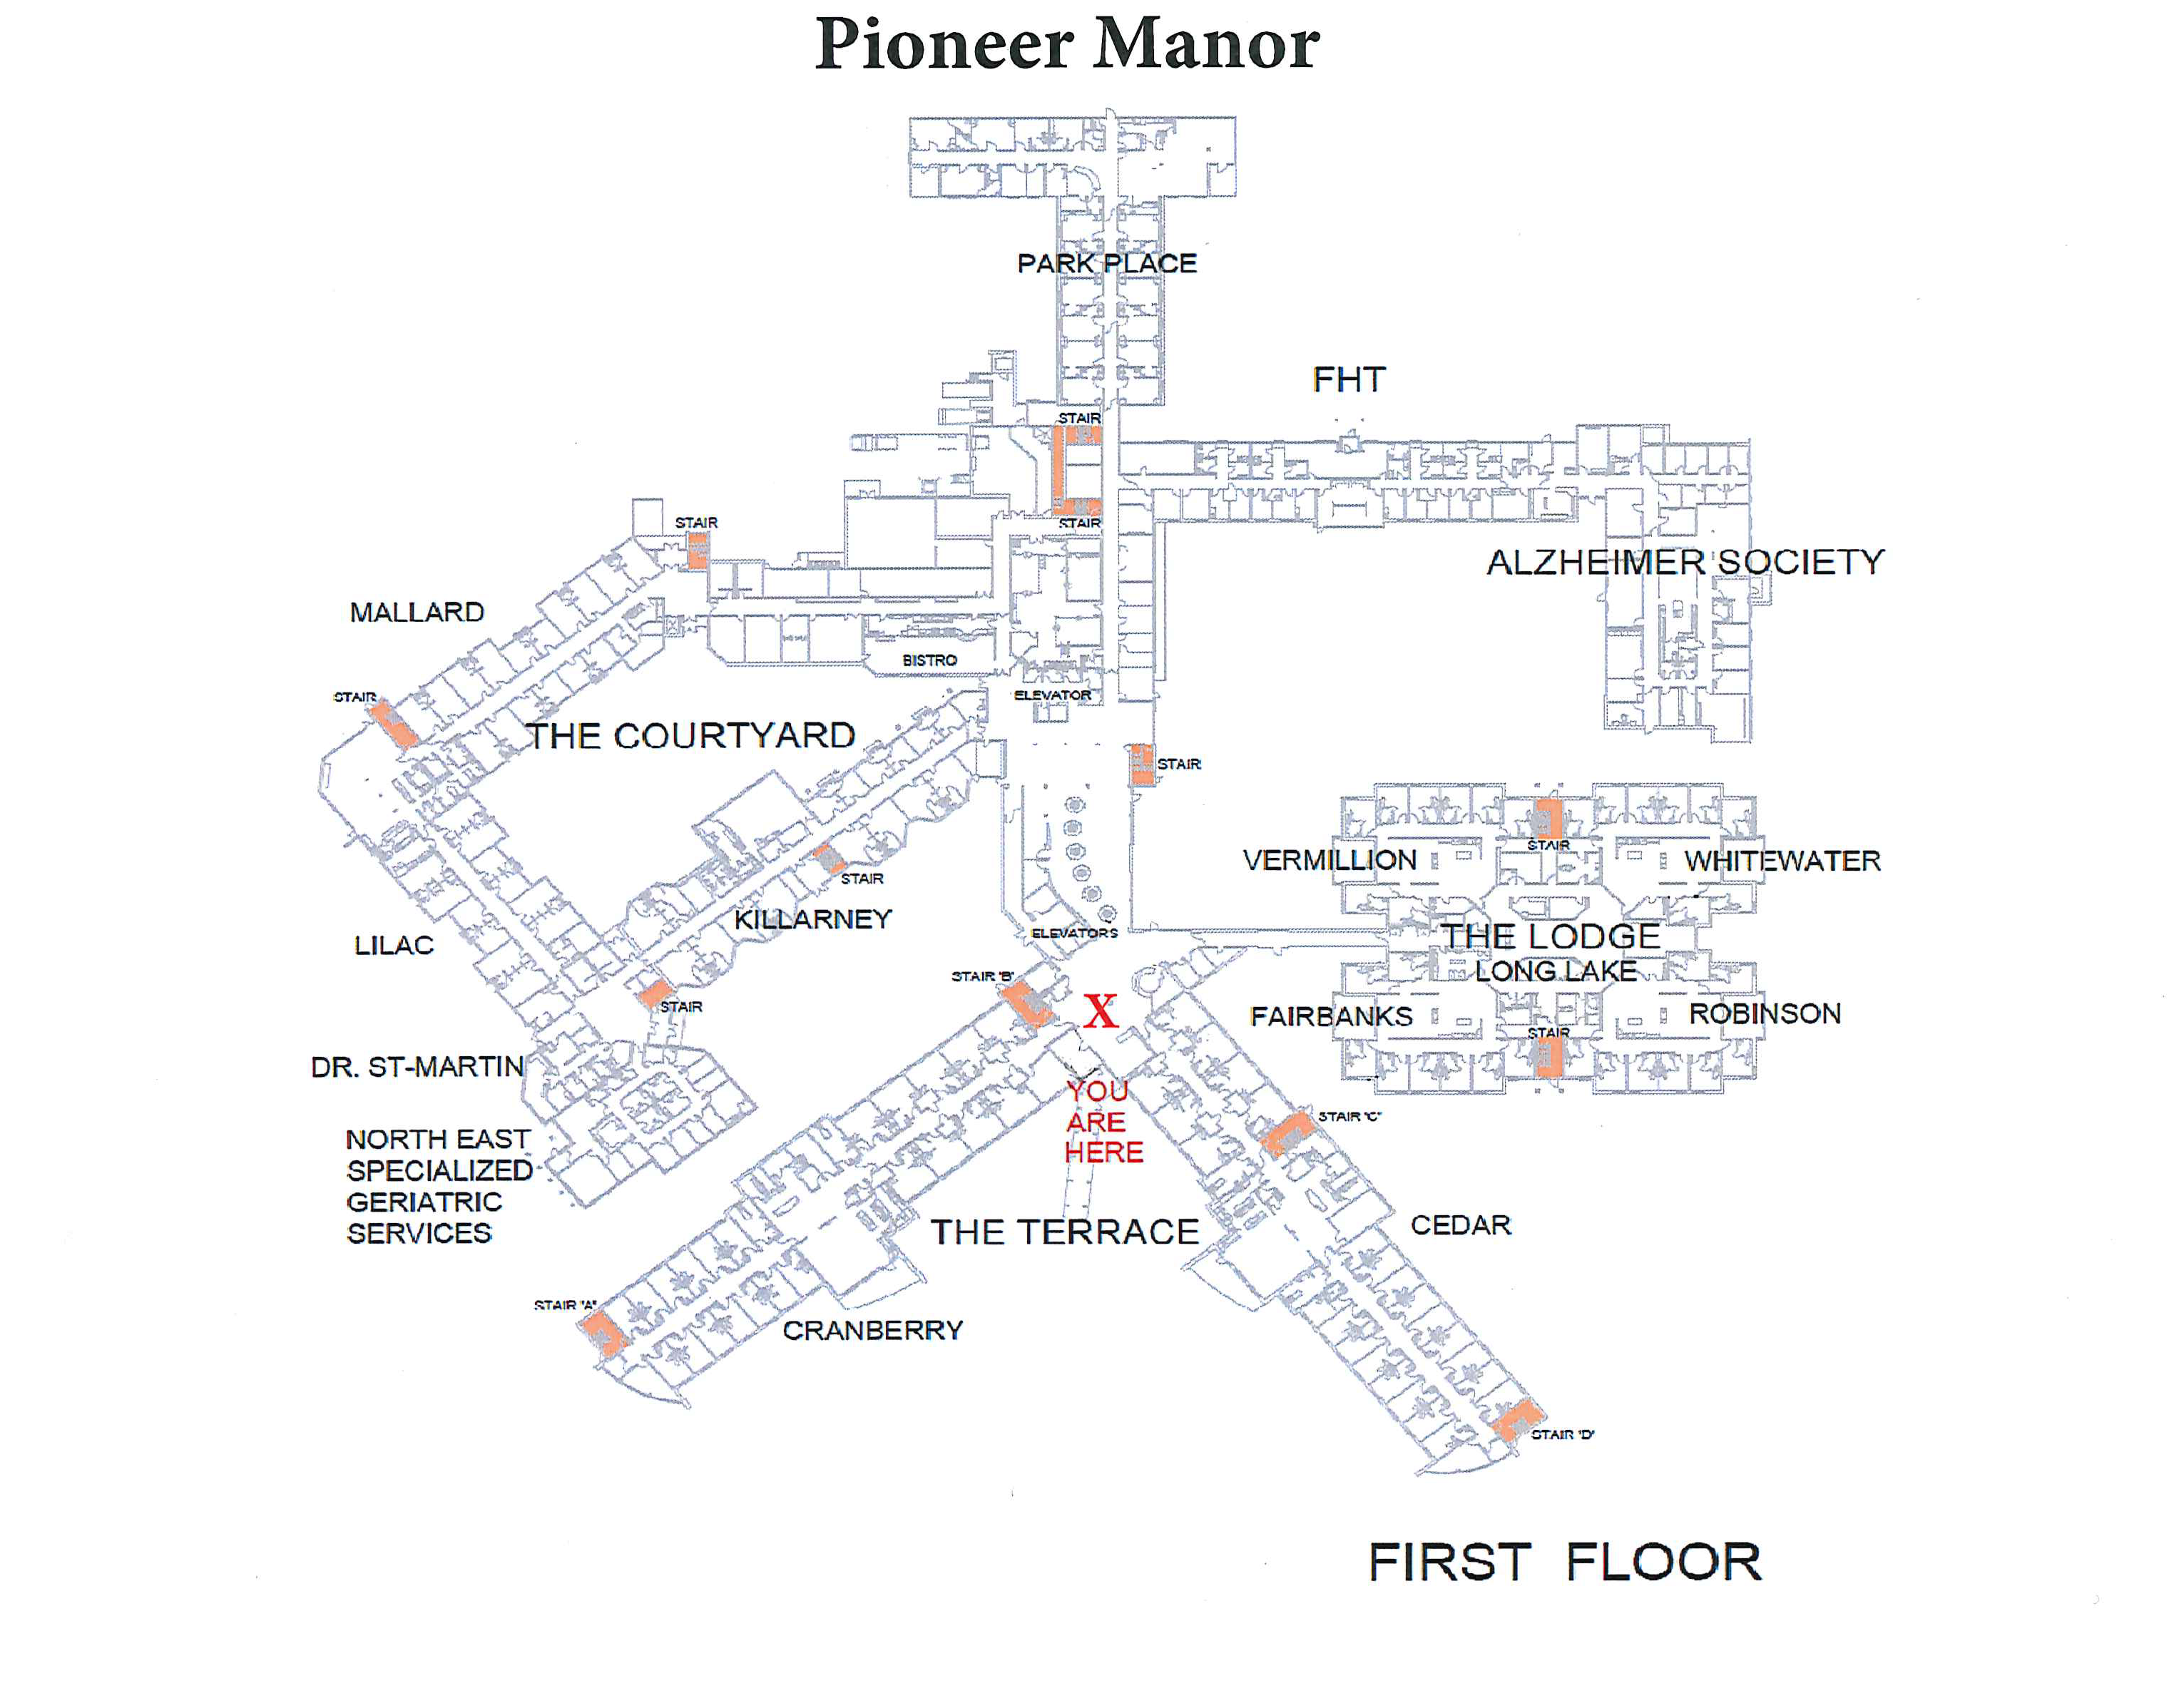 Pioneer Manor
PARK PLACE
FHT
STAIR
STAIR
STAIR
ALZHEIMER SOCIETY
MALLARD
BISTRO
STAIR
ELEVATOR
THE COURTYARD
STAIR
STAIR
VERMILLION
WHITEWATER
STAIR
KILLARNEY
ELEVATORS
THE LODGE
LILAC
LONG LAKE
STAIR 'B'
STAIR
X
FAIRBANKS
ROBINSON
STAIR
DR. ST-MARTIN
YOU
ARE
HERE
STAIR "C"
NORTH EAST
SPECIALIZED
GERIATRIC
SERVICES
THE TERRACE
CEDAR
STAIR "A"
CRANBERRY
STAIR 'D'
FIRST FLOOR